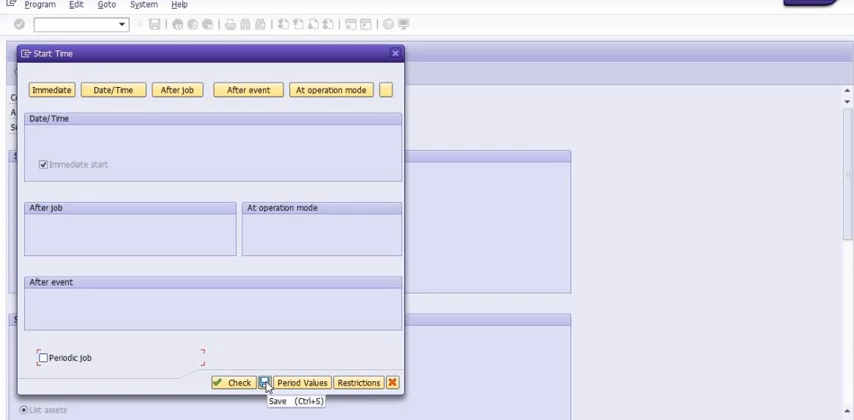 Program Edit Goto System Help
Start Time
Immediate Date/Time After job After event At operation mode
Date/Time
Immediate start
After job At operation mode
After event
Periodic job
Check Period Values Restrictions
Save (Ctrl+S)
List assets